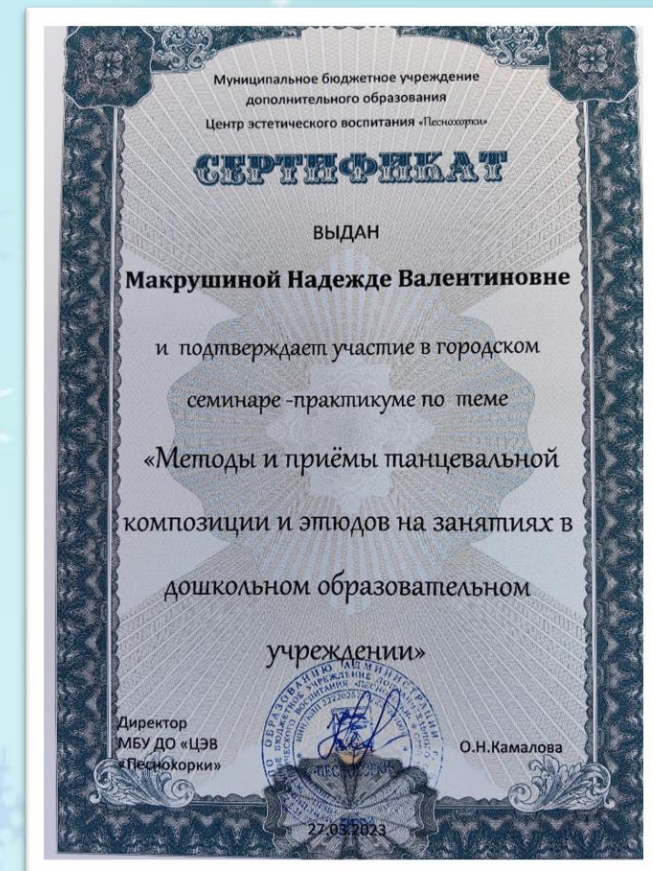 Муниципальное бюджетное учреждение
дополнительного образования
Центр эстетического воспитания «Песнохорки»
СЕРТИФИКАТ
ВЫДАН
Макрушиной Надежде Валентиновне
и подтверждает участие в городском
семинаре -практикуме по теме
«Методы и приёмы танцевальной
композиции и этюдов на занятиях в
дошкольном образовательном
учреждении»
Директор
МБУ ДО «ЦЭВ
«Песнохорки»
О.Н.Камалова
«ПЕСНОХОРКИ»
27.03.2023